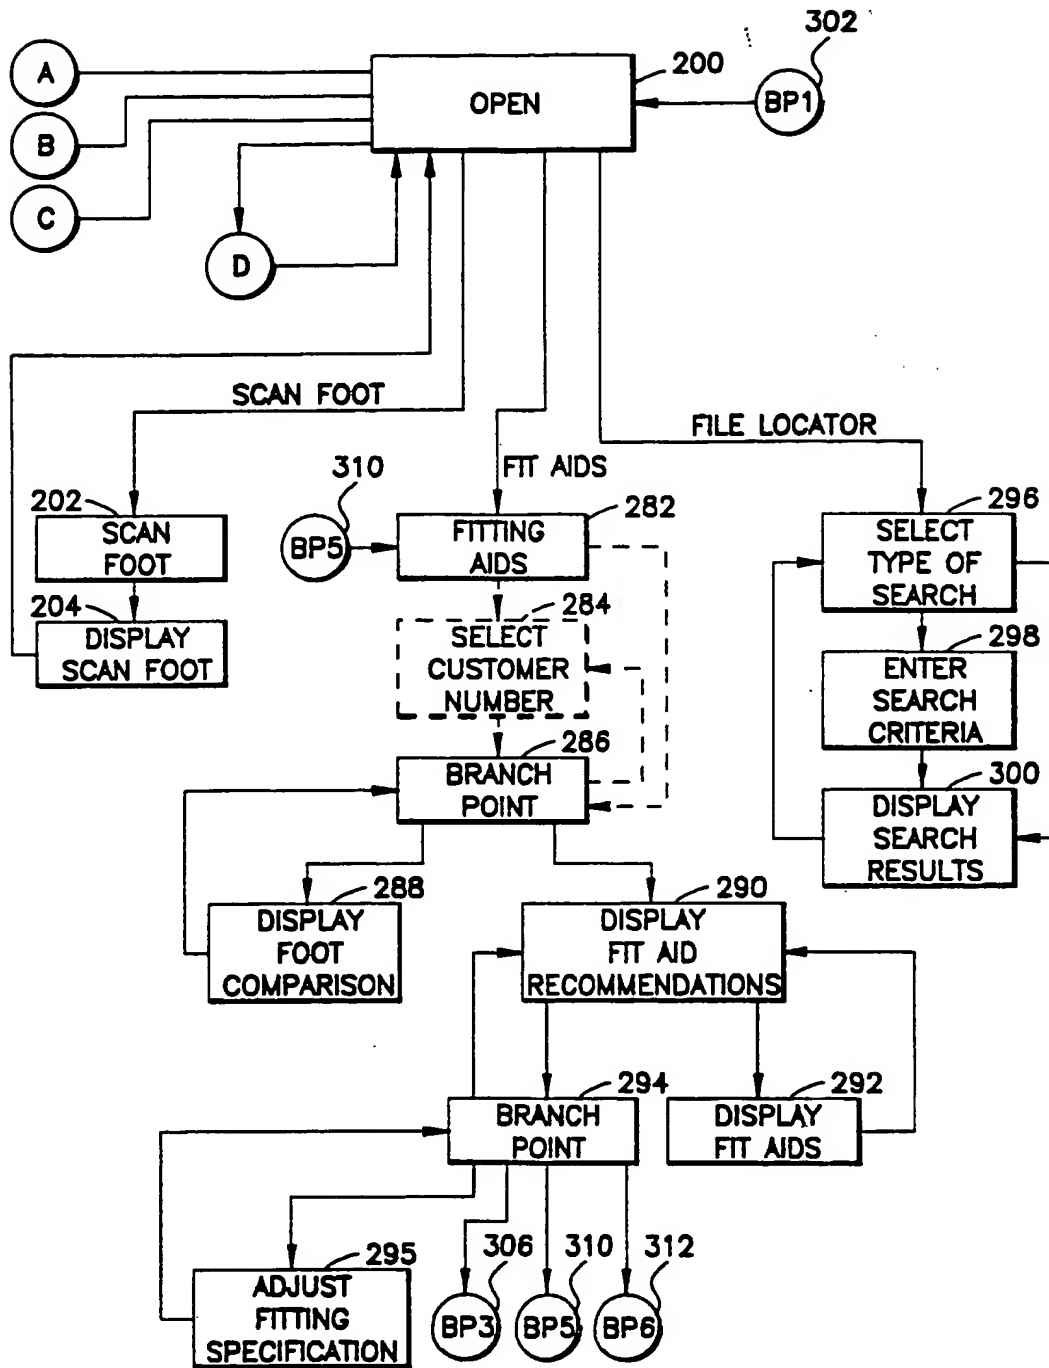 302
A
200
OPEN
BP1
B
C
D
SCAN FOOT
FILE LOCATOR
310
FIT AIDS
202
282
296
SCAN
FOOT
BP5
FITTING
AIDS
SELECT
TYPE OF
SEARCH
204
284
DISPLAY
SCAN FOOT
SELECT
CUSTOMER
NUMBER
298
ENTER
SEARCH
CRITERIA
286
BRANCH
POINT
300
DISPLAY
SEARCH
RESULTS
288
290
DISPLAY
FOOT
COMPARISON
DISPLAY
FIT AID
RECOMMENDATIONS
294
292
BRANCH
POINT
DISPLAY
FIT AIDS
295
306
310
312
ADJUST
FITTING
SPECIFICATION
BP3
BP5
BP6